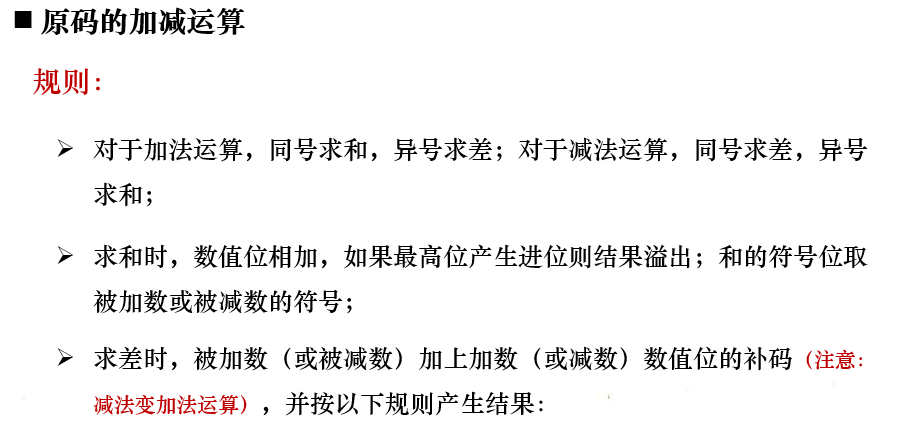 ■ 原码的加减运算
规则:
➢ 对于加法运算，同号求和，异号求差；对于减法运算，同号求差，异号
求和；
➢ 求和时，数值位相加，如果最高位产生进位则结果溢出；和的符号位取
被加数或被减数的符号；
➢ 求差时，被加数（或被减数）加上加数（或减数）数值位的补码（注意:
减法变加法运算），并按以下规则产生结果: